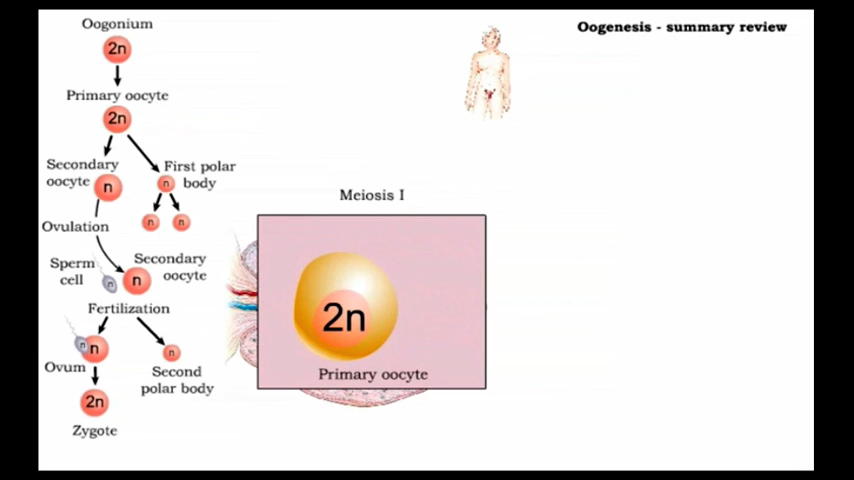 Oogenesis - summary review
Oogonium
2n
Primary oocyte
2n
Secondary
oocyte
n
First polar
body
n
n
n
Ovulation
Sperm
cell
n
n
Secondary
oocyte
Fertilization
n
n
n
Ovum
Second
polar body
2n
Zygote
Meiosis I
2n
Primary oocyte